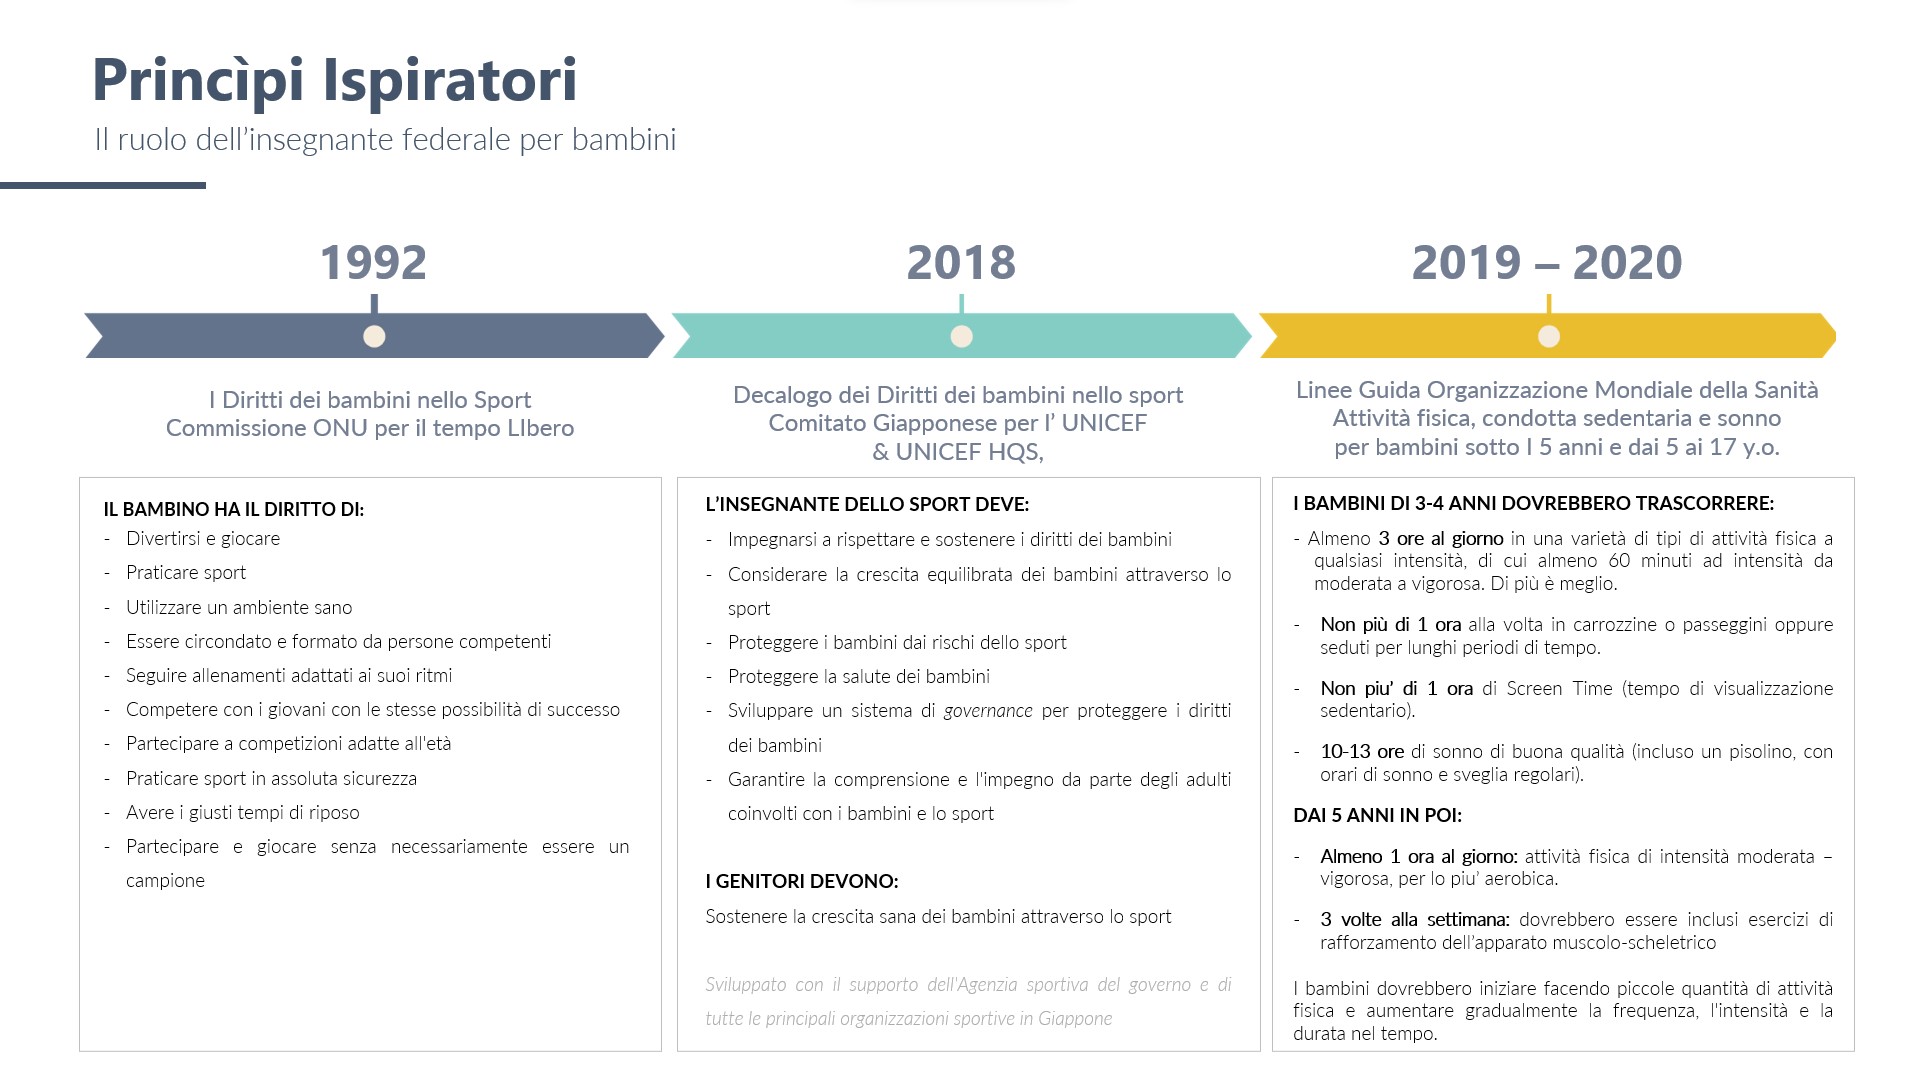 Princìpi Ispiratori
Il ruolo dell’insegnante federale per bambini
1992
I Diritti dei bambini nello Sport
Commissione ONU per il tempo LIbero
IL BAMBINO HA IL DIRITTO DI:
- Divertirsi e giocare
- Praticare sport
- Utilizzare un ambiente sano
- Essere circondato e formato da persone competenti
- Seguire allenamenti adattati ai suoi ritmi
- Competere con i giovani con le stesse possibilità di successo
- Partecipare a competizioni adatte all'età
- Praticare sport in assoluta sicurezza
- Avere i giusti tempi di riposo
- Partecipare e giocare senza necessariamente essere un
campione
2018
Decalogo dei Diritti dei bambini nello sport
Comitato Giapponese per l’ UNICEF
& UNICEF HQS,
L’INSEGNANTE DELLO SPORT DEVE:
- Impegnarsi a rispettare e sostenere i diritti dei bambini
- Considerare la crescita equilibrata dei bambini attraverso lo
sport
- Proteggere i bambini dai rischi dello sport
- Proteggere la salute dei bambini
- Sviluppare un sistema di governance per proteggere i diritti
dei bambini
- Garantire la comprensione e l'impegno da parte degli adulti
coinvolti con i bambini e lo sport
I GENITORI DEVONO:
Sostenere la crescita sana dei bambini attraverso lo sport
Sviluppato con il supporto dell'Agenzia sportiva del governo e di
tutte le principali organizzazioni sportive in Giappone
2019 – 2020
Linee Guida Organizzazione Mondiale della Sanità
Attività fisica, condotta sedentaria e sonno
per bambini sotto I 5 anni e dai 5 ai 17 y.o.
I BAMBINI DI 3-4 ANNI DOVREBBERO TRASCORRERE:
- Almeno 3 ore al giorno in una varietà di tipi di attività fisica a
qualsiasi intensità, di cui almeno 60 minuti ad intensità da
moderata a vigorosa. Di più è meglio.
- Non più di 1 ora alla volta in carrozzine o passeggini oppure
seduti per lunghi periodi di tempo.
- Non piu’ di 1 ora di Screen Time (tempo di visualizzazione
sedentario).
- 10-13 ore di sonno di buona qualità (incluso un pisolino, con
orari di sonno e sveglia regolari).
DAI 5 ANNI IN POI:
- Almeno 1 ora al giorno: attività fisica di intensità moderata –
vigorosa, per lo piu’ aerobica.
- 3 volte alla settimana: dovrebbero essere inclusi esercizi di
rafforzamento dell’apparato muscolo-scheletrico
I bambini dovrebbero iniziare facendo piccole quantità di attività
fisica e aumentare gradualmente la frequenza, l'intensità e la
durata nel tempo.